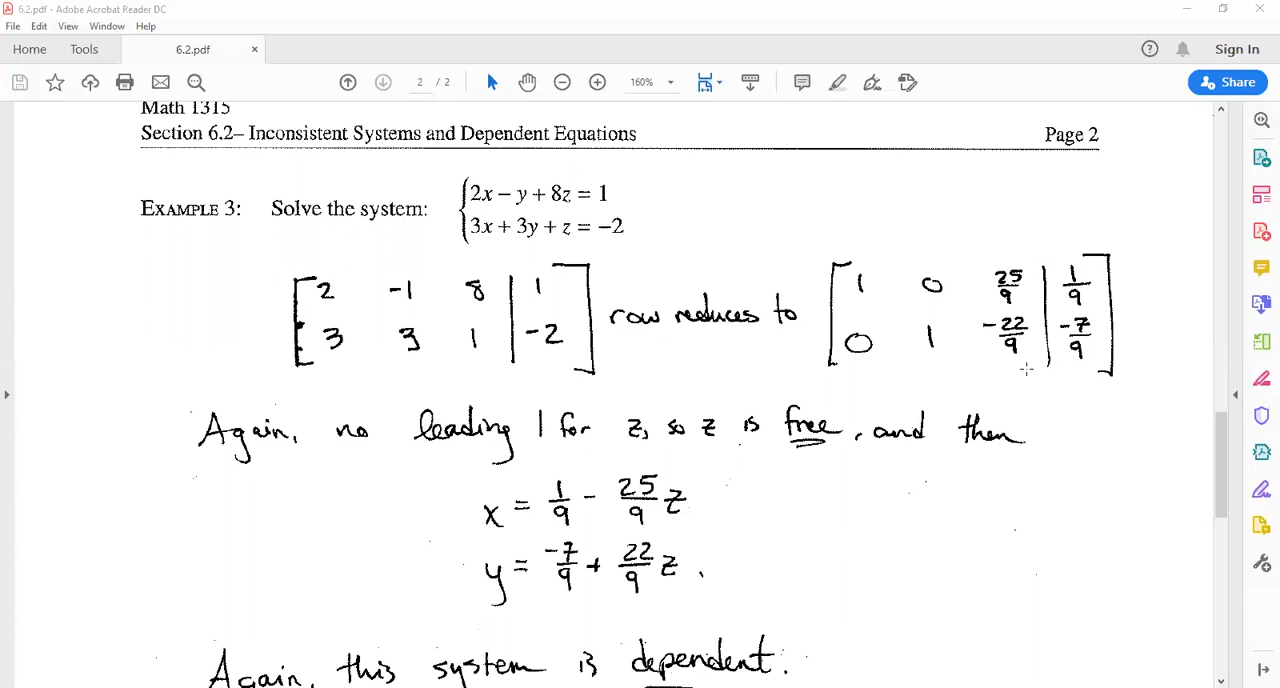 6.2.pdf - Adobe Acrobat Reader DC
File Edit View Window Help
Home Tools 6.2.pdf × Sign In
2 / 2 160% Share
Math 1315
Section 6.2– Inconsistent Systems and Dependent Equations Page 2
EXAMPLE 3: Solve the system: { 2x − y + 8z = 1
3x + 3y + z = −2
[ 2 -1 8 | 1 ] row reduces to [ 1 0 25/9 | 1/9 ]
[ 3 3 1 | -2 ] [ 0 1 -22/9 | -7/9 ]
Again, no leading 1 for z, so z is free, and then
x = 1/9 - 25/9 z
y = -7/9 + 22/9 z .
Again, this system is dependent.